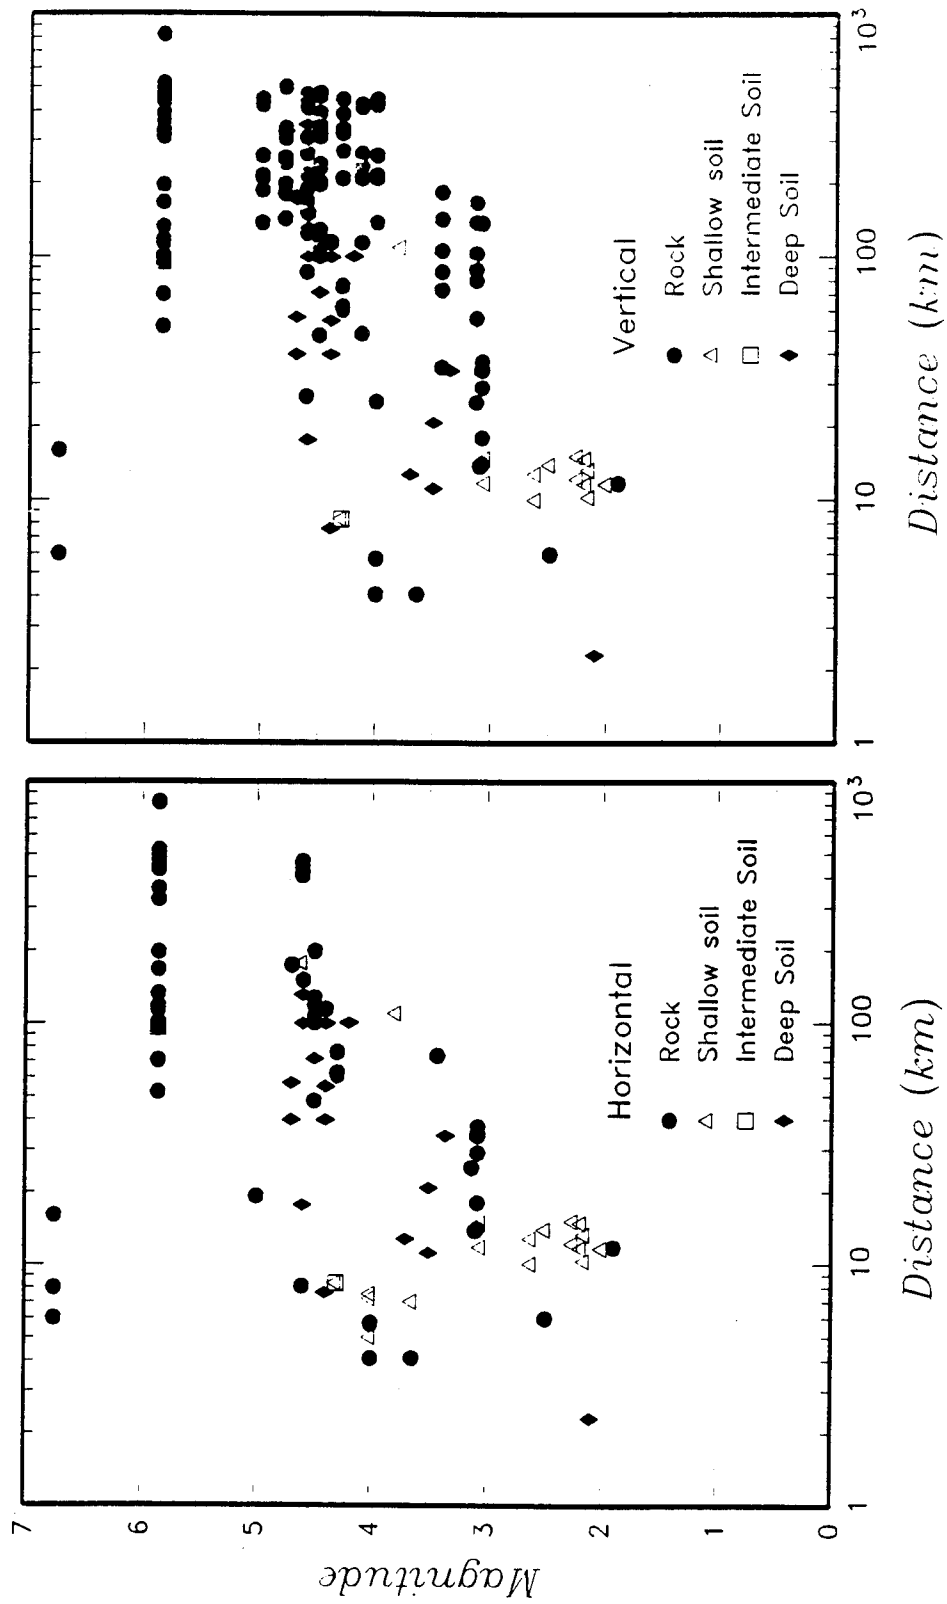 Magnitude
7
6
5
4
3
2
1
0
Horizontal
Rock
Shallow soil
Intermediate Soil
Deep Soil
1
10
100
10³
Distance (km)
Vertical
Rock
Shallow soil
Intermediate Soil
Deep Soil
1
10
100
10³
Distance (km)